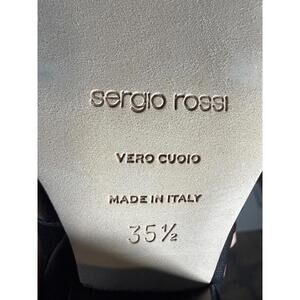 sergio rossi
VERO CUOIO
MADE IN ITALY
35½